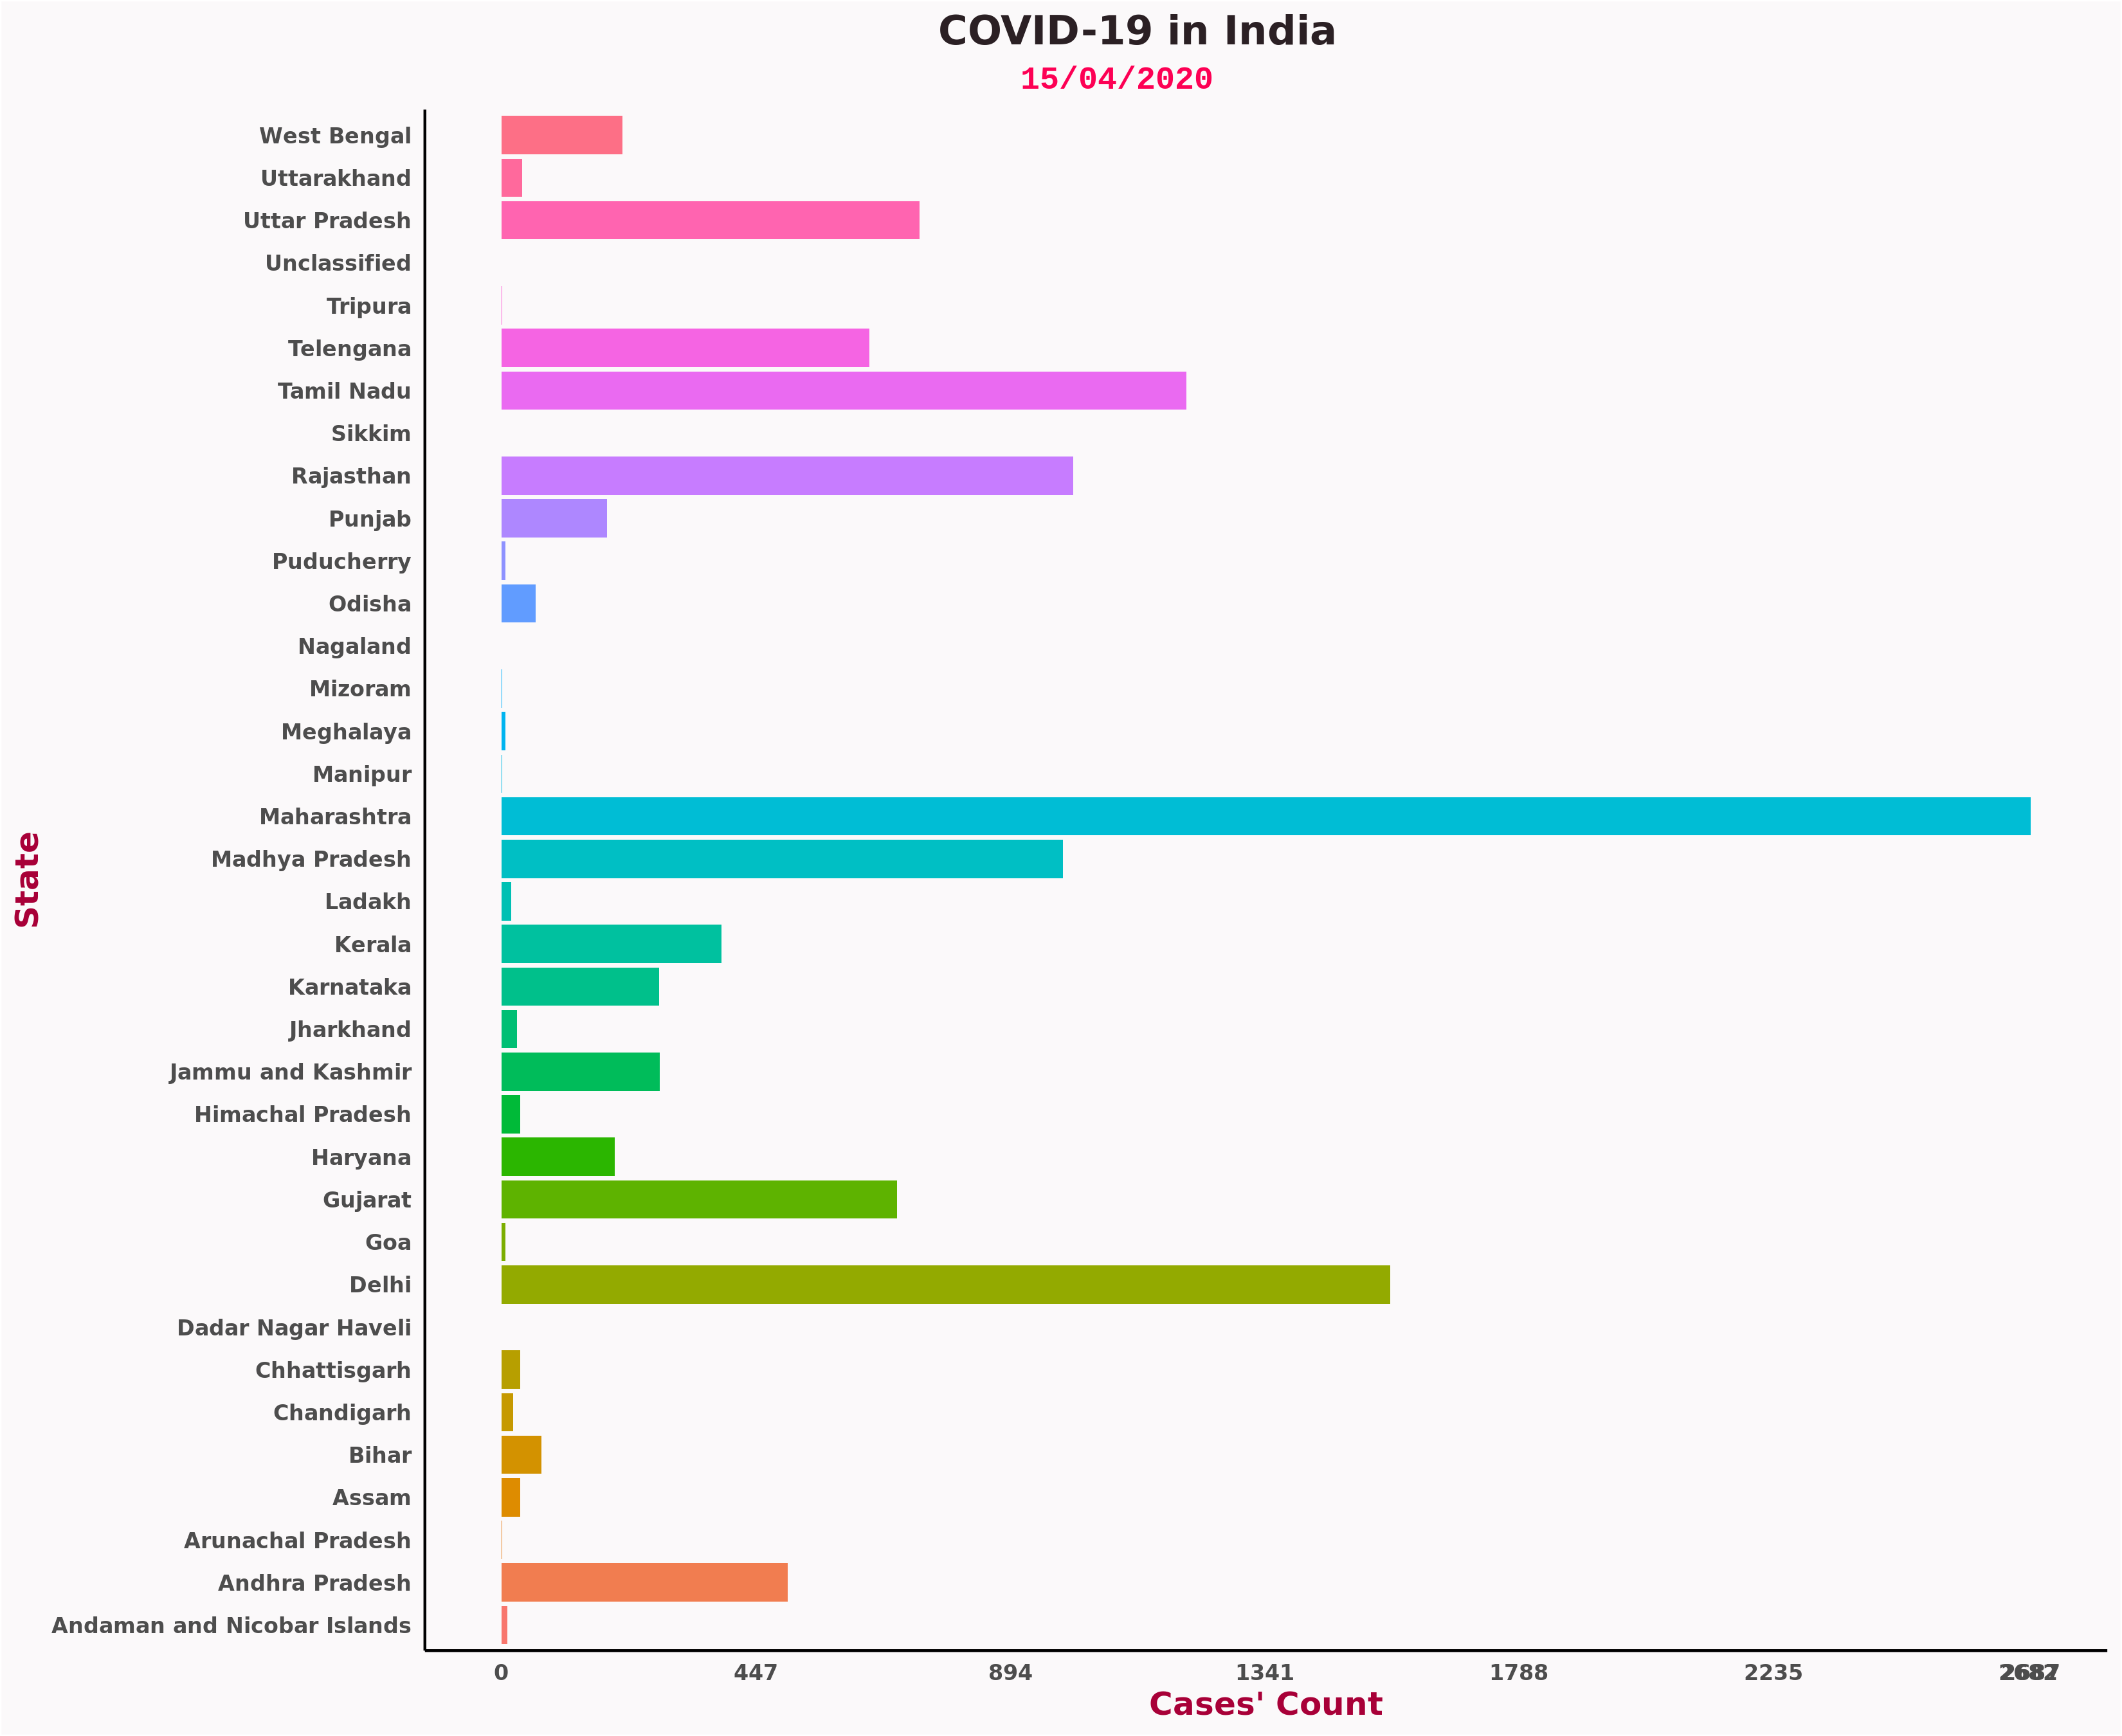 COVID-19 in India
15/04/2020
West Bengal
Uttarakhand
Uttar Pradesh
Unclassified
Tripura
Telengana
Tamil Nadu
Sikkim
Rajasthan
Punjab
Puducherry
Odisha
Nagaland
Mizoram
Meghalaya
Manipur
Maharashtra
Madhya Pradesh
Ladakh
Kerala
Karnataka
Jharkhand
Jammu and Kashmir
Himachal Pradesh
Haryana
Gujarat
Goa
Delhi
Dadar Nagar Haveli
Chhattisgarh
Chandigarh
Bihar
Assam
Arunachal Pradesh
Andhra Pradesh
Andaman and Nicobar Islands
State
0 447 894 1341 1788 2235
Cases' Count